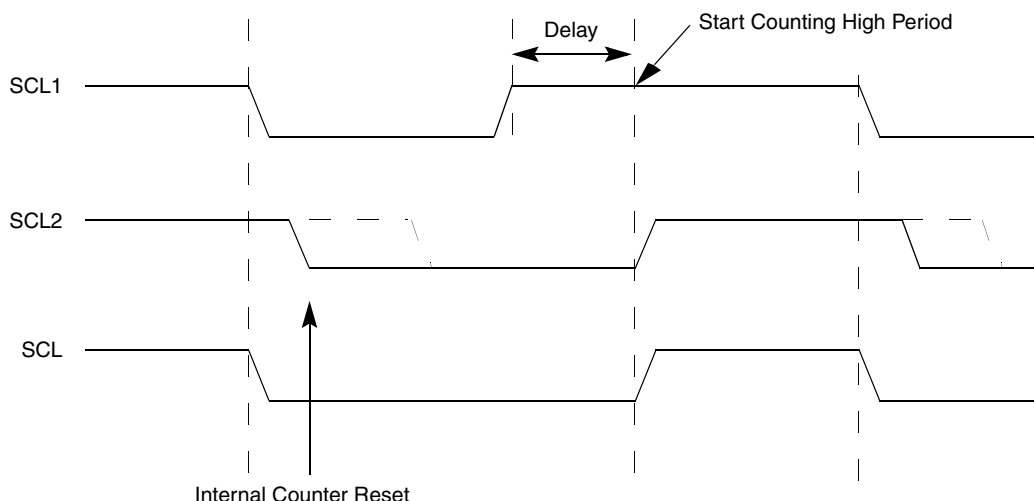 Start Counting High Period
Delay
SCL1
SCL2
SCL
Internal Counter Reset